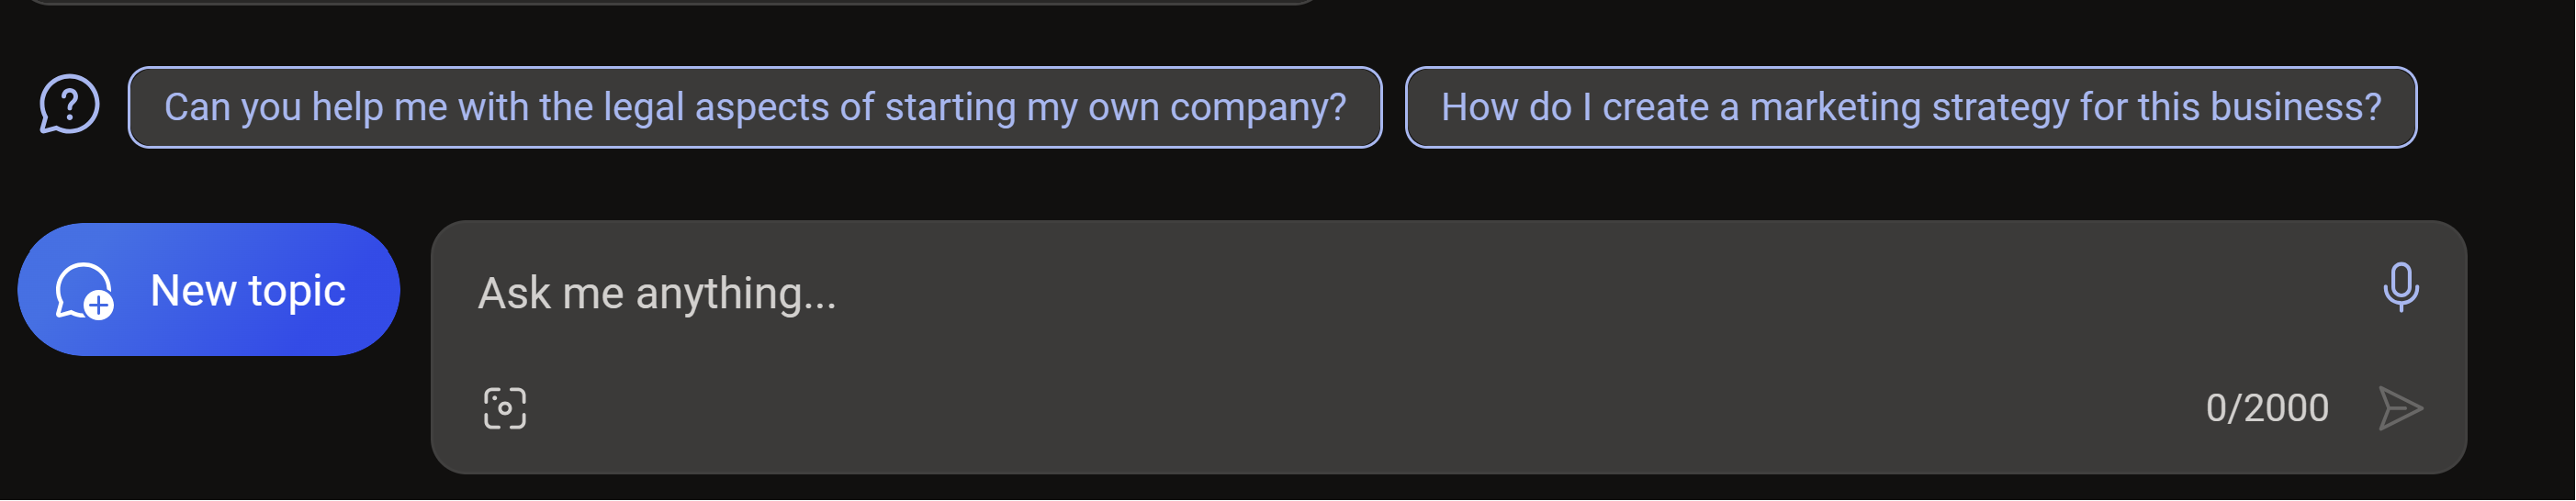 Can you help me with the legal aspects of starting my own company?
How do I create a marketing strategy for this business?
New topic
Ask me anything...
0/2000